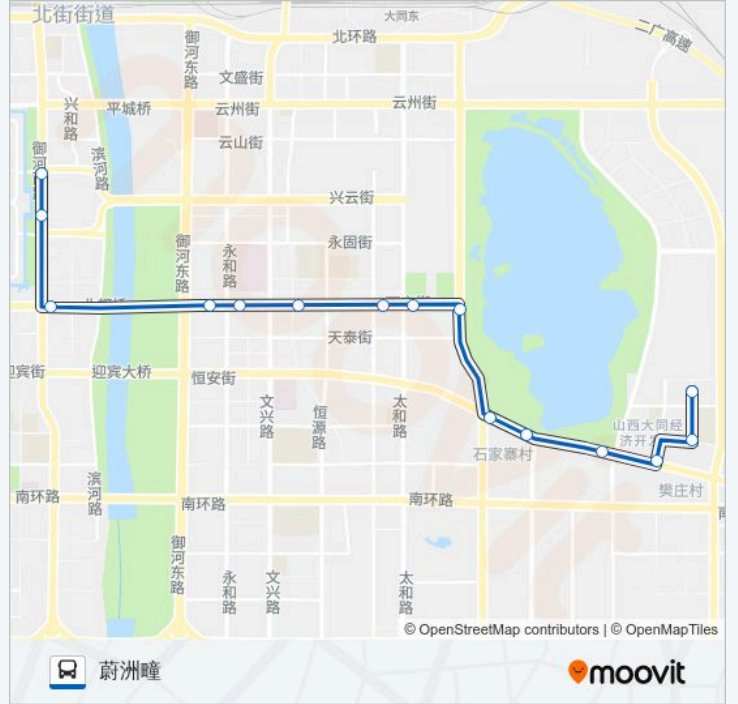 北街街道
大同东
北环路
二广高速
御河东路
文盛街
兴和路
平城桥
云州街
云州街
云山街
滨河路
兴云街
御河东路
永和路
永固街
天泰街
迎宾大桥
恒安街
文兴路
恒源路
太和路
山西大同经
济开发
石家寨村
滨河路
南环路
南环路
南环路
樊庄村
御河东路
永和路
文兴路
太和路
© OpenStreetMap contributors | © OpenMapTiles
蔚洲疃
moovit